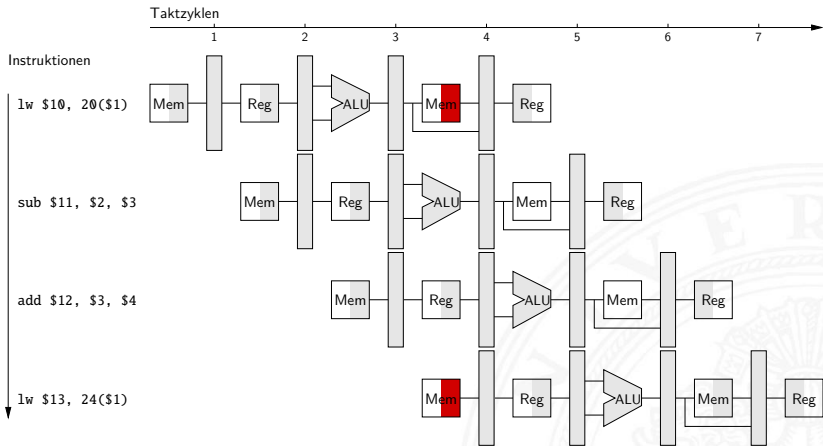 Taktzyklen
1 2 3 4 5 6 7
Instruktionen
lw $10, 20($1) Mem Reg ALU Mem Reg
sub $11, $2, $3 Mem Reg ALU Mem Reg
add $12, $3, $4 Mem Reg ALU Mem Reg
lw $13, 24($1) Mem Reg ALU Mem Reg
V E R